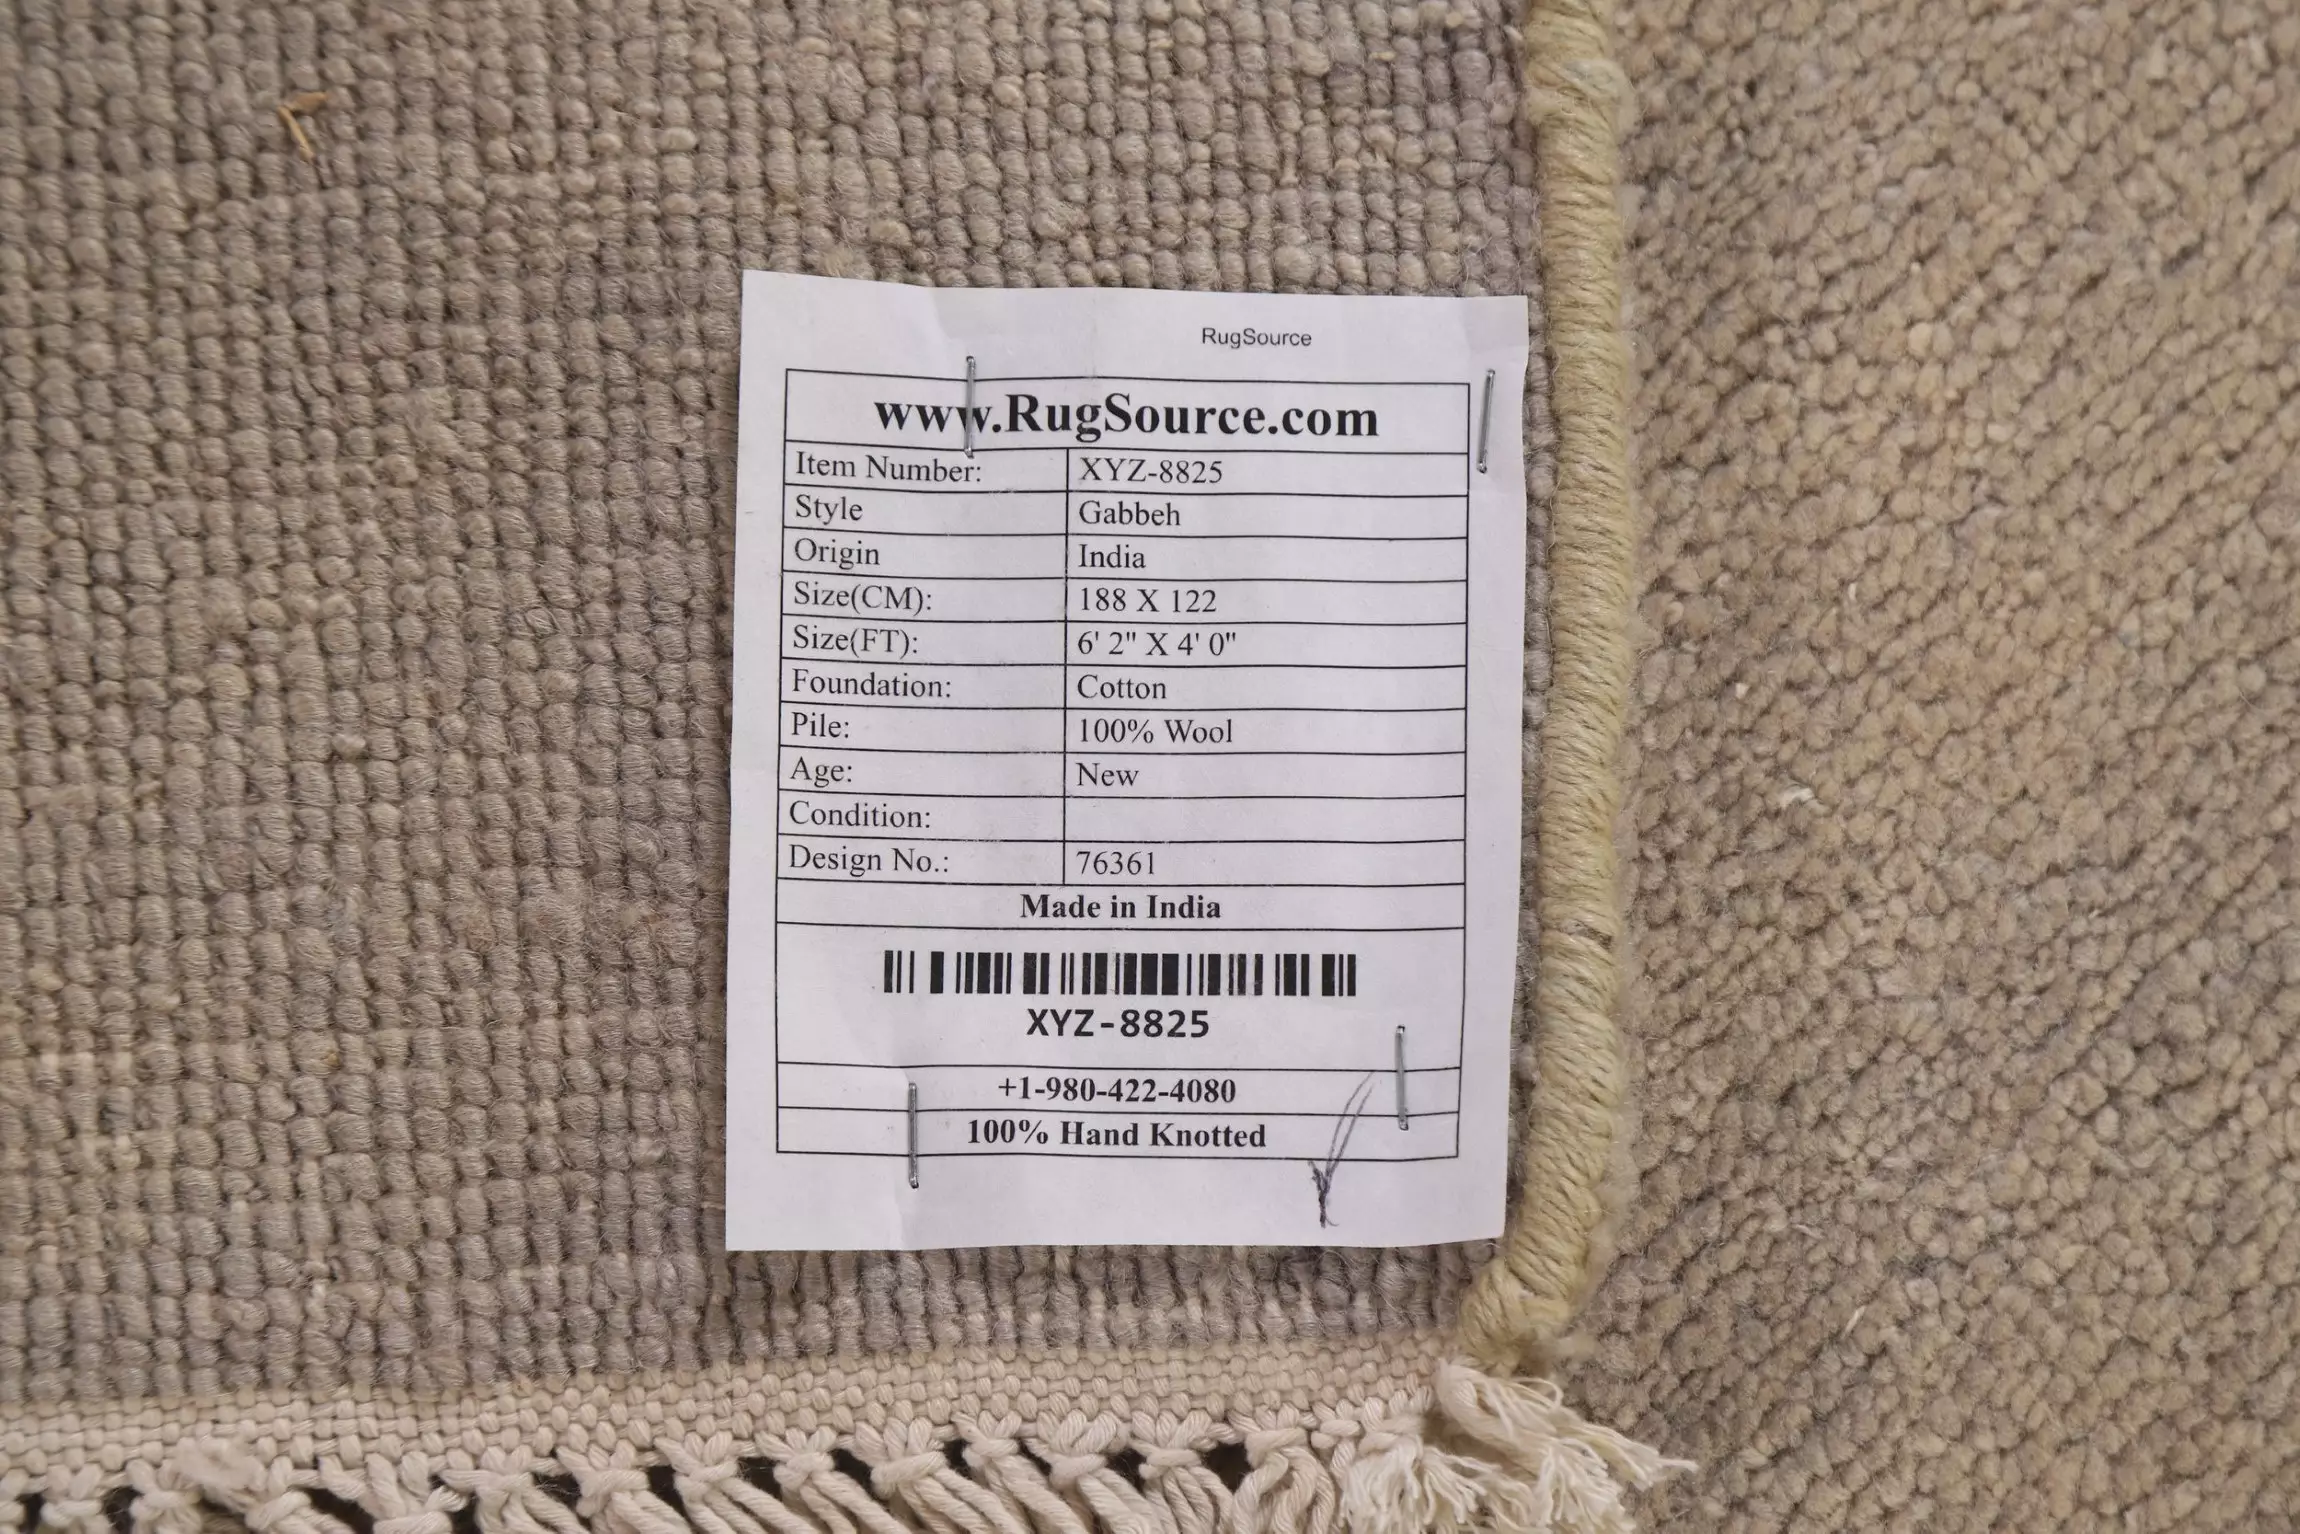 RugSource
www.RugSource.com
Item Number: XYZ-8825
Style Gabbeh
Origin India
Size(CM): 188 X 122
Size(FT): 6' 2" X 4' 0"
Foundation: Cotton
Pile: 100% Wool
Age: New
Condition:
Design No.: 76361
Made in India
XYZ-8825
+1-980-422-4080
100% Hand Knotted